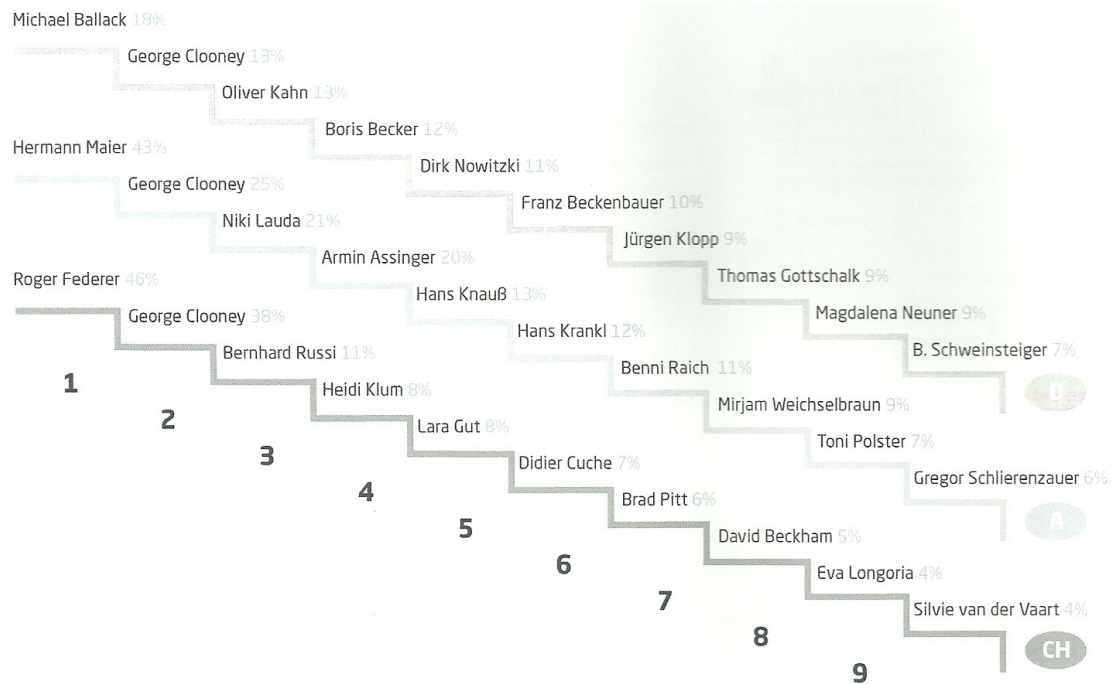 Michael Ballack 18%
George Clooney 13%
Oliver Kahn 13%
Boris Becker 12%
Dirk Nowitzki 11%
Franz Beckenbauer 10%
Jürgen Klopp 9%
Thomas Gottschalk 9%
Magdalena Neuner 9%
B. Schweinsteiger 7%
D
Hermann Maier 43%
George Clooney 25%
Niki Lauda 21%
Armin Assinger 20%
Hans Knauß 13%
Hans Krankl 12%
Benni Raich 11%
Mirjam Weichselbraun 9%
Toni Polster 7%
Gregor Schlierenzauer 6%
A
Roger Federer 46%
George Clooney 38%
Bernhard Russi 11%
Heidi Klum 8%
Lara Gut 8%
Didier Cuche 7%
Brad Pitt 6%
David Beckham 5%
Eva Longoria 4%
Silvie van der Vaart 4%
CH
1
2
3
4
5
6
7
8
9